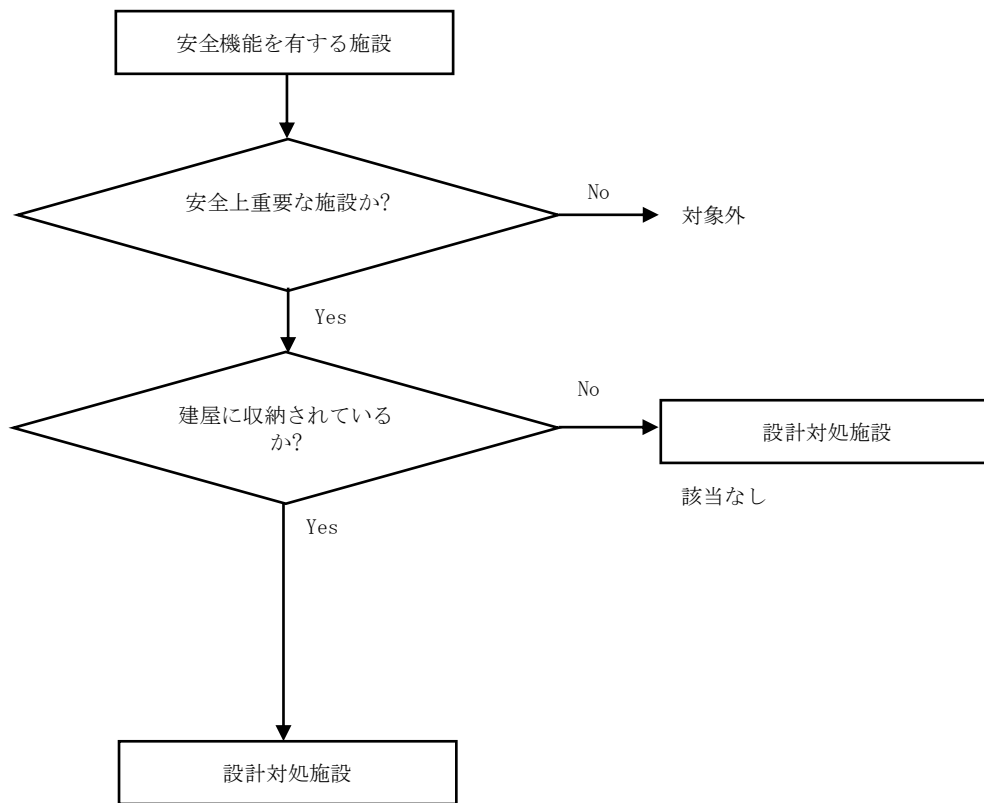 安全機能を有する施設
安全上重要な施設か?
No
対象外
Yes
建屋に収納されている
か?
No
設計対処施設
該当なし
Yes
設計対処施設